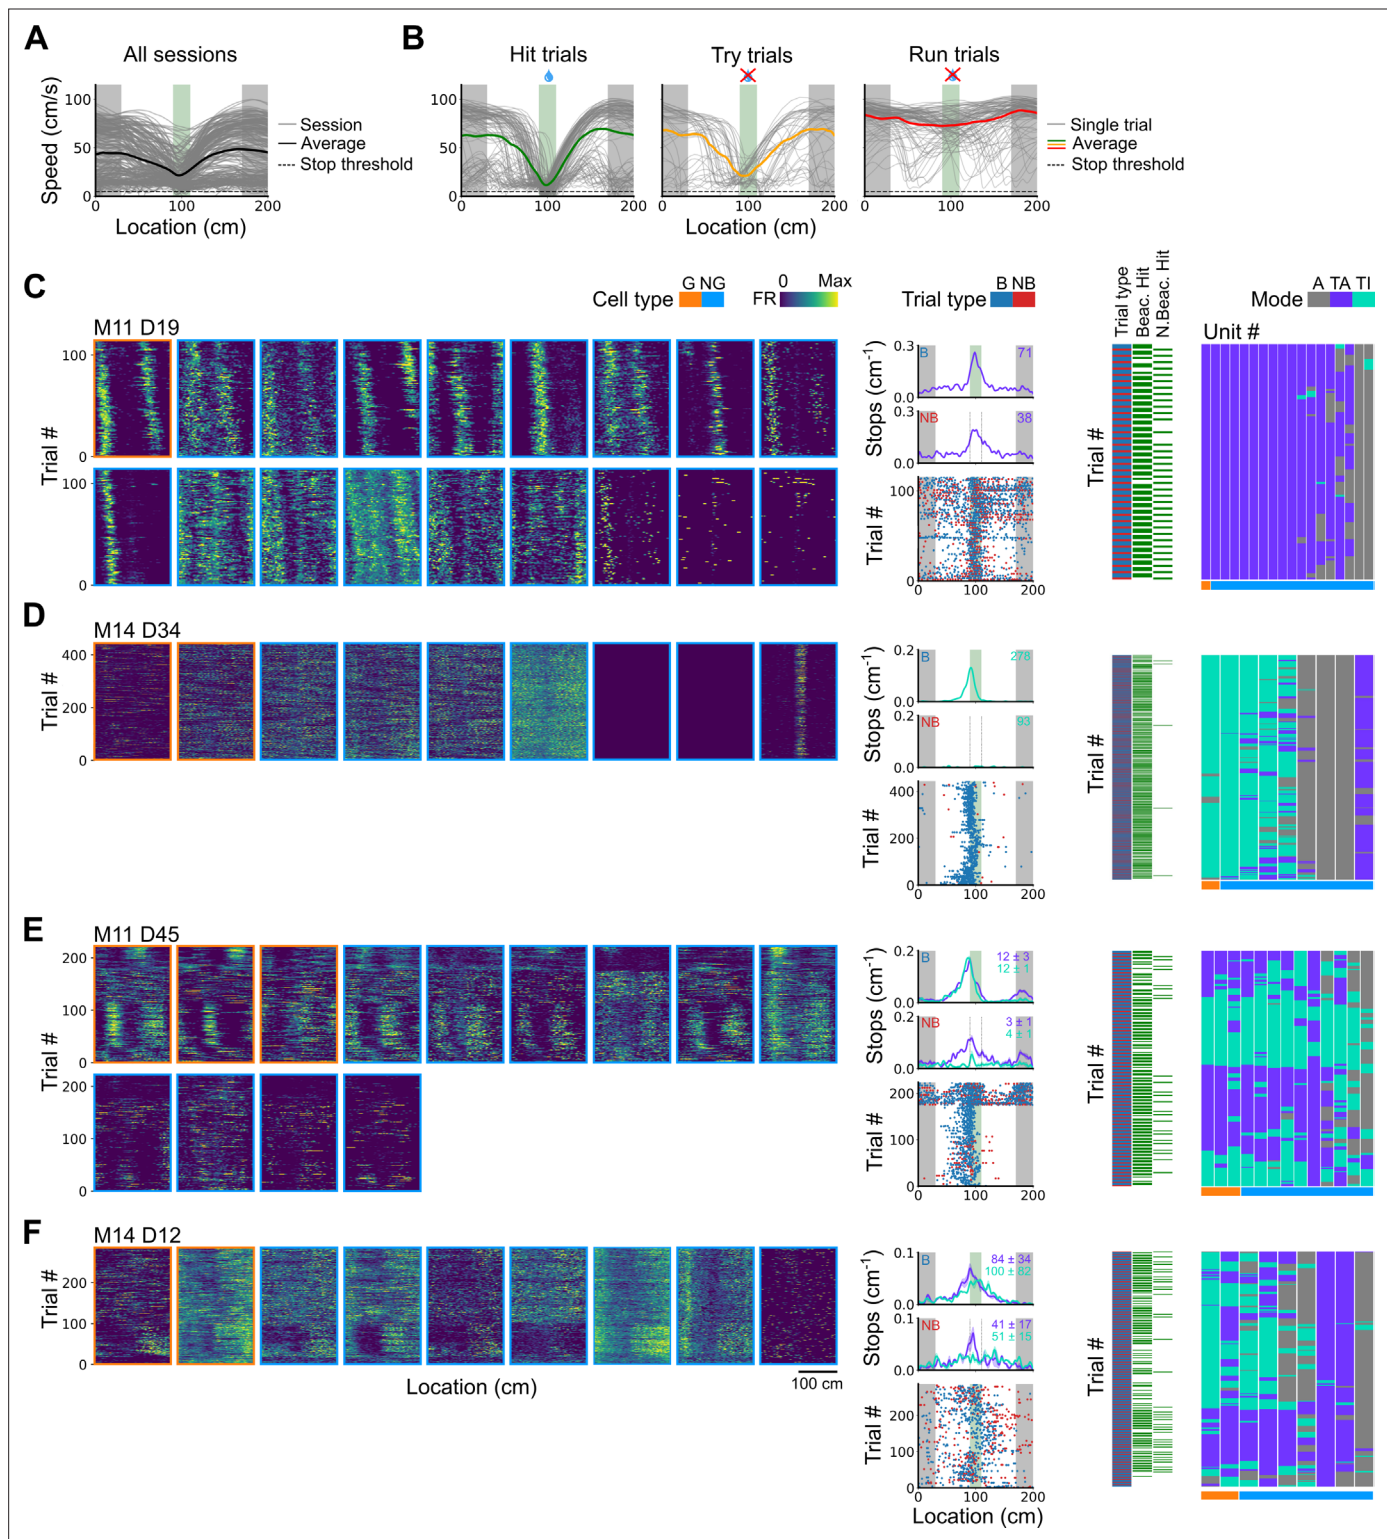 A
All sessions
Speed (cm/s)
100
50
0
0 100 200
Location (cm)
Session
Average
Stop threshold
B
Hit trials
Try trials
Run trials
100
50
0
0 100 200
0 100 200
0 100 200
Location (cm)
Single trial
Average
Stop threshold
C
Cell type
G NG
FR
0 Max
Trial type
B NB
Trial type
Beac. Hit
N.Beac. Hit
Mode
A TA TI
M11 D19
Unit #
Trial #
100
0
100
0
Stops (cm-1)
0.3
B
71
0.0
0.3
NB
38
0.0
Trial #
100
0
0 100 200
Trial #
D
M14 D34
Trial #
400
200
0
Stops (cm-1)
0.2
B
278
0.0
0.2
NB
93
0.0
Trial #
400
200
0
0 100 200
Trial #
E
M11 D45
Trial #
200
100
0
200
100
0
Stops (cm-1)
0.2
B
12 ± 3
12 ± 1
0.0
0.2
NB
3 ± 1
4 ± 1
0.0
Trial #
200
100
0
0 100 200
Trial #
F
M14 D12
Trial #
200
100
0
Location (cm)
100 cm
Stops (cm-1)
0.1
B
84 ± 34
100 ± 82
0.0
0.1
NB
41 ± 17
51 ± 15
0.0
Trial #
200
100
0
0 100 200
Location (cm)
Trial #